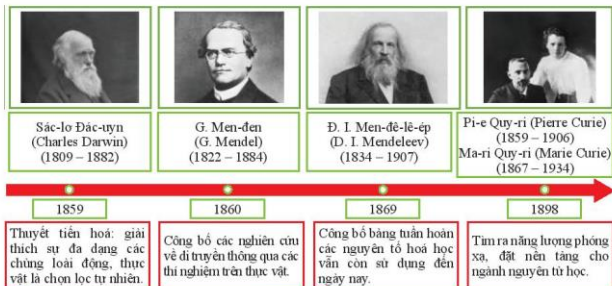 Sác-lơ Đác-uyn
(Charles Darwin)
(1809 – 1882)
G. Men-đen
(G. Mendel)
(1822 – 1884)
Đ. I. Men-đê-lê-ép
(D. I. Mendeleev)
(1834 – 1907)
Pi-e Quy-ri (Pierre Curie)
(1859 – 1906)
Ma-ri Quy-ri (Marie Curie)
(1867 – 1934)
1859
1860
1869
1898
Thuyết tiến hoá: giải
thích sự đa dạng các
chủng loài động, thực
vật là chọn lọc tự nhiên.
Công bố các nghiên cứu
về di truyền thông qua các
thí nghiệm trên thực vật.
Công bố bảng tuần hoàn
các nguyên tố hoá học
vẫn còn sử dụng đến
ngày nay.
Tìm ra năng lượng phóng
xạ, đặt nền tảng cho
ngành nguyên tử học.